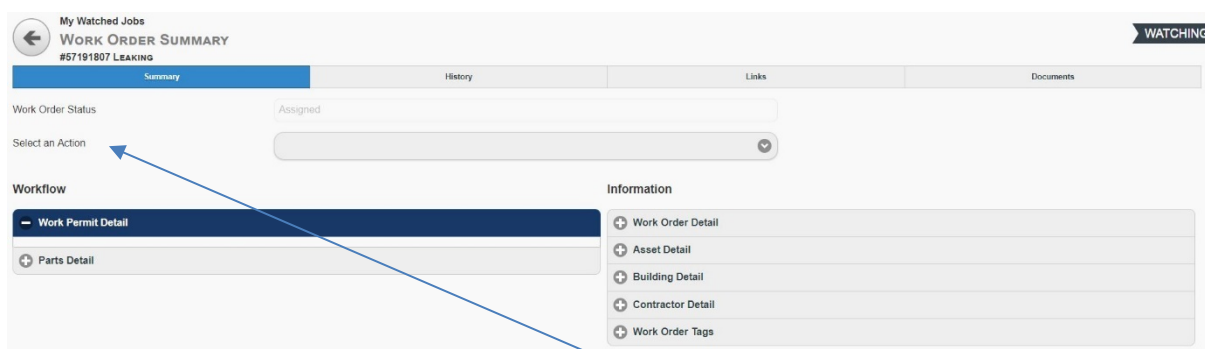 My Watched Jobs
WORK ORDER SUMMARY
#57191807 LEAKING
WATCHING
Summary
History
Links
Documents
Work Order Status
Assigned
Select an Action
Workflow
Work Permit Detail
Parts Detail
Information
Work Order Detail
Asset Detail
Building Detail
Contractor Detail
Work Order Tags